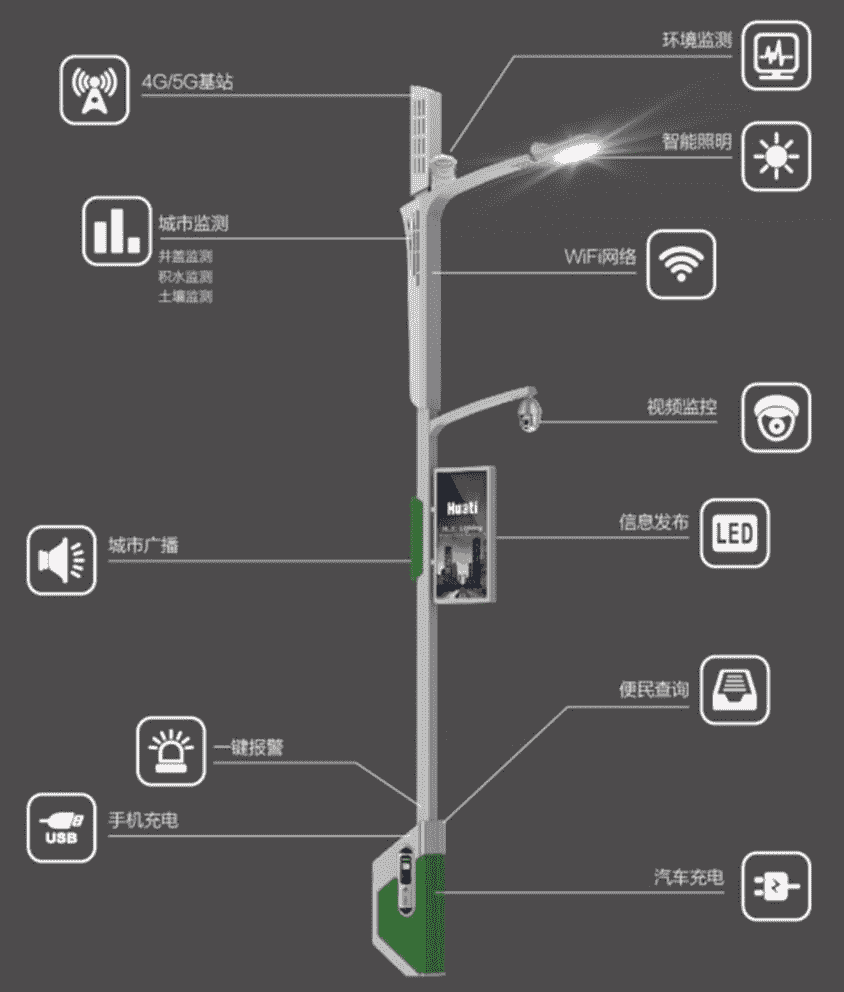 环境监测
4G/5G基站
智能照明
城市监测
井盖监测
积水监测
土壤监测
WiFi网络
视频监控
Huati
信息发布
LED
城市广播
便民查询
一键报警
手机充电
USB
汽车充电